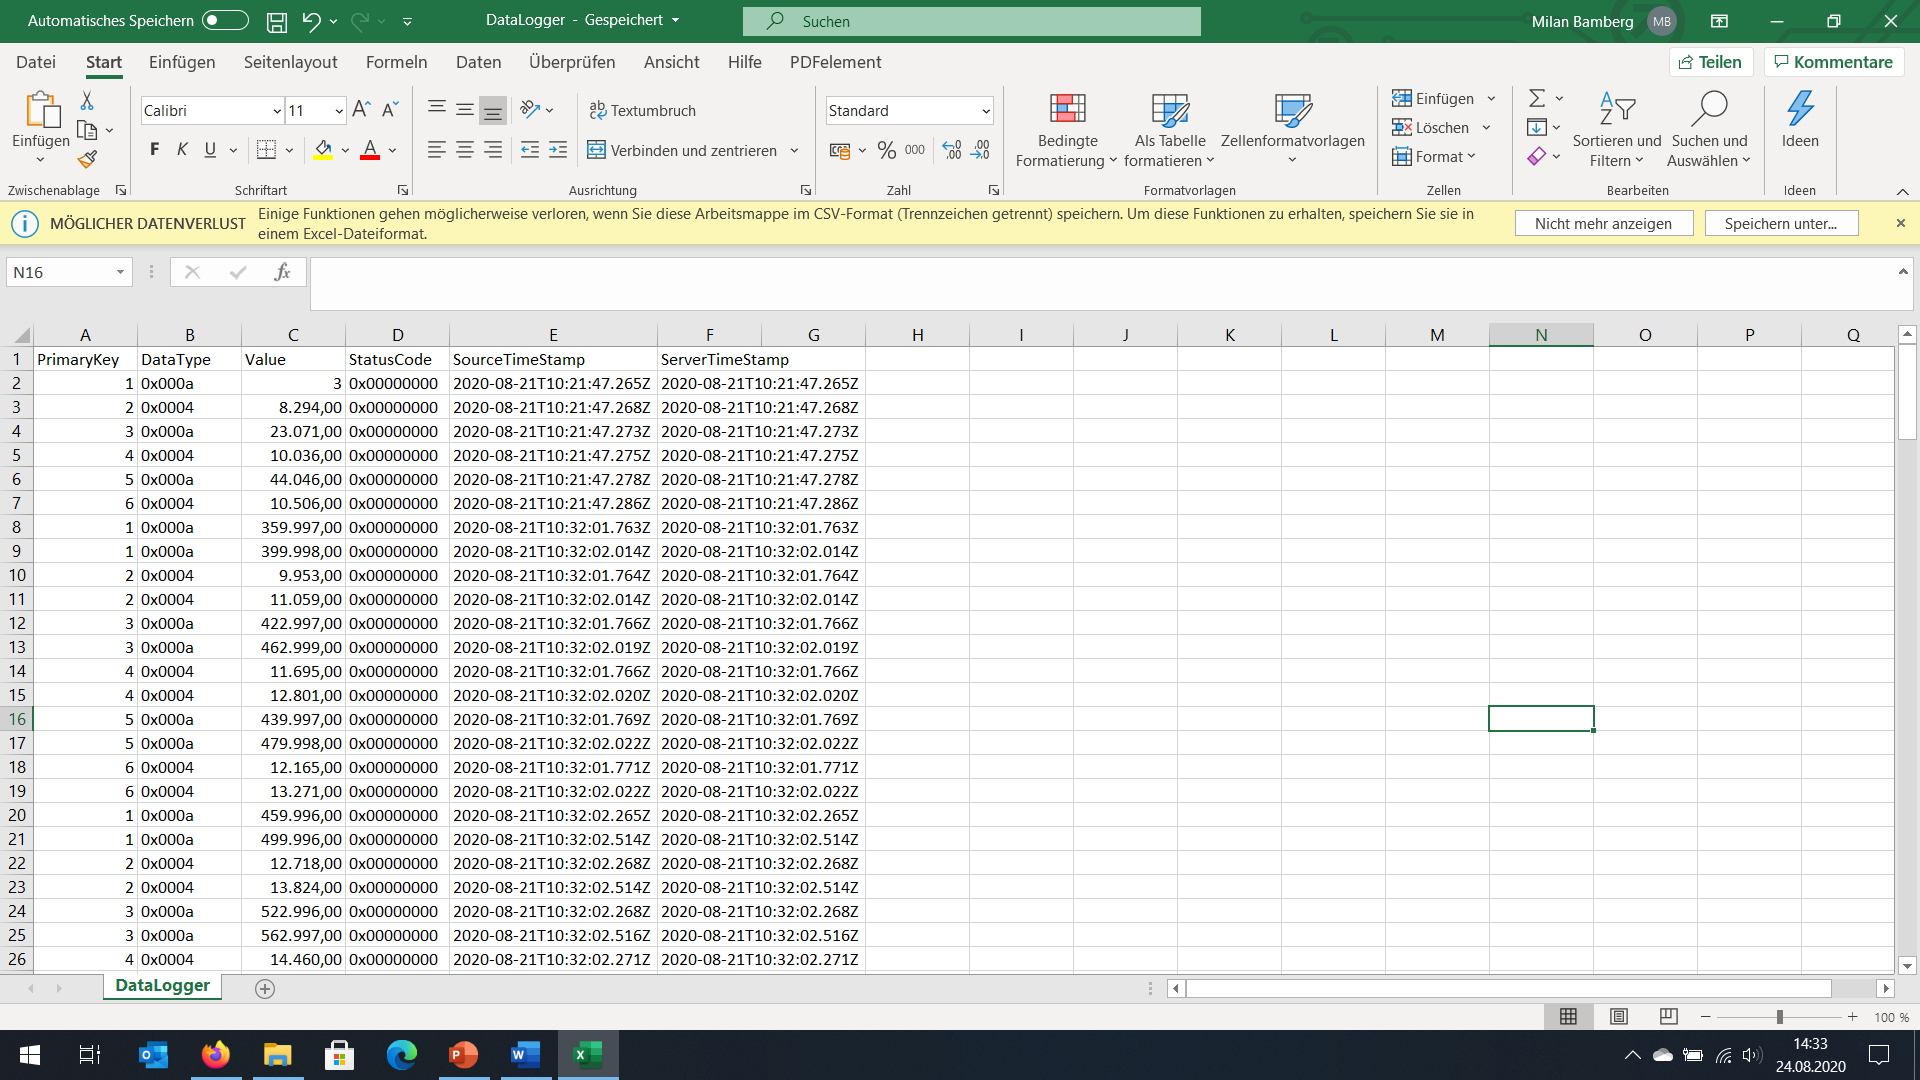 Automatisches Speichern DataLogger - Gespeichert Suchen Milan Bamberg MB
Datei Start Einfügen Seitenlayout Formeln Daten Überprüfen Ansicht Hilfe PDFelement Teilen Kommentare
Einfügen Calibri 11 Textumbruch Standard Bedingte Formatierung Als Tabelle formatieren Zellenformatvorlagen Einfügen Sortieren und Filtern Suchen und Auswählen Ideen
F K U Verbinden und zentrieren % 000 Löschen
Format
Zwischenablage Schriftart Ausrichtung Zahl Formatvorlagen Zellen Bearbeiten Ideen
MÖGLICHER DATENVERLUST Einige Funktionen gehen möglicherweise verloren, wenn Sie diese Arbeitsmappe im CSV-Format (Trennzeichen getrennt) speichern. Um diese Funktionen zu erhalten, speichern Sie sie in
einem Excel-Dateiformat. Nicht mehr anzeigen Speichern unter...
N16 fx
A B C D E F G H I J K L M N O P Q
1 PrimaryKey DataType Value StatusCode SourceTimeStamp ServerTimeStamp
2 1 0x000a 3 0x00000000 2020-08-21T10:21:47.265Z 2020-08-21T10:21:47.265Z
3 2 0x0004 8.294,00 0x00000000 2020-08-21T10:21:47.268Z 2020-08-21T10:21:47.268Z
4 3 0x000a 23.071,00 0x00000000 2020-08-21T10:21:47.273Z 2020-08-21T10:21:47.273Z
5 4 0x0004 10.036,00 0x00000000 2020-08-21T10:21:47.275Z 2020-08-21T10:21:47.275Z
6 5 0x000a 44.046,00 0x00000000 2020-08-21T10:21:47.278Z 2020-08-21T10:21:47.278Z
7 6 0x0004 10.506,00 0x00000000 2020-08-21T10:21:47.286Z 2020-08-21T10:21:47.286Z
8 1 0x000a 359.997,00 0x00000000 2020-08-21T10:32:01.763Z 2020-08-21T10:32:01.763Z
9 1 0x000a 399.998,00 0x00000000 2020-08-21T10:32:02.014Z 2020-08-21T10:32:02.014Z
10 2 0x0004 9.953,00 0x00000000 2020-08-21T10:32:01.764Z 2020-08-21T10:32:01.764Z
11 2 0x0004 11.059,00 0x00000000 2020-08-21T10:32:02.014Z 2020-08-21T10:32:02.014Z
12 3 0x000a 422.997,00 0x00000000 2020-08-21T10:32:01.766Z 2020-08-21T10:32:01.766Z
13 3 0x000a 462.999,00 0x00000000 2020-08-21T10:32:02.019Z 2020-08-21T10:32:02.019Z
14 4 0x0004 11.695,00 0x00000000 2020-08-21T10:32:01.766Z 2020-08-21T10:32:01.766Z
15 4 0x0004 12.801,00 0x00000000 2020-08-21T10:32:02.020Z 2020-08-21T10:32:02.020Z
16 5 0x000a 439.997,00 0x00000000 2020-08-21T10:32:01.769Z 2020-08-21T10:32:01.769Z
17 5 0x000a 479.998,00 0x00000000 2020-08-21T10:32:02.022Z 2020-08-21T10:32:02.022Z
18 6 0x0004 12.165,00 0x00000000 2020-08-21T10:32:01.771Z 2020-08-21T10:32:01.771Z
19 6 0x0004 13.271,00 0x00000000 2020-08-21T10:32:02.022Z 2020-08-21T10:32:02.022Z
20 1 0x000a 459.996,00 0x00000000 2020-08-21T10:32:02.265Z 2020-08-21T10:32:02.265Z
21 1 0x000a 499.996,00 0x00000000 2020-08-21T10:32:02.514Z 2020-08-21T10:32:02.514Z
22 2 0x0004 12.718,00 0x00000000 2020-08-21T10:32:02.268Z 2020-08-21T10:32:02.268Z
23 2 0x0004 13.824,00 0x00000000 2020-08-21T10:32:02.514Z 2020-08-21T10:32:02.514Z
24 3 0x000a 522.996,00 0x00000000 2020-08-21T10:32:02.268Z 2020-08-21T10:32:02.268Z
25 3 0x000a 562.997,00 0x00000000 2020-08-21T10:32:02.516Z 2020-08-21T10:32:02.516Z
26 4 0x0004 14.460,00 0x00000000 2020-08-21T10:32:02.271Z 2020-08-21T10:32:02.271Z
DataLogger
100 %
14:33
24.08.2020